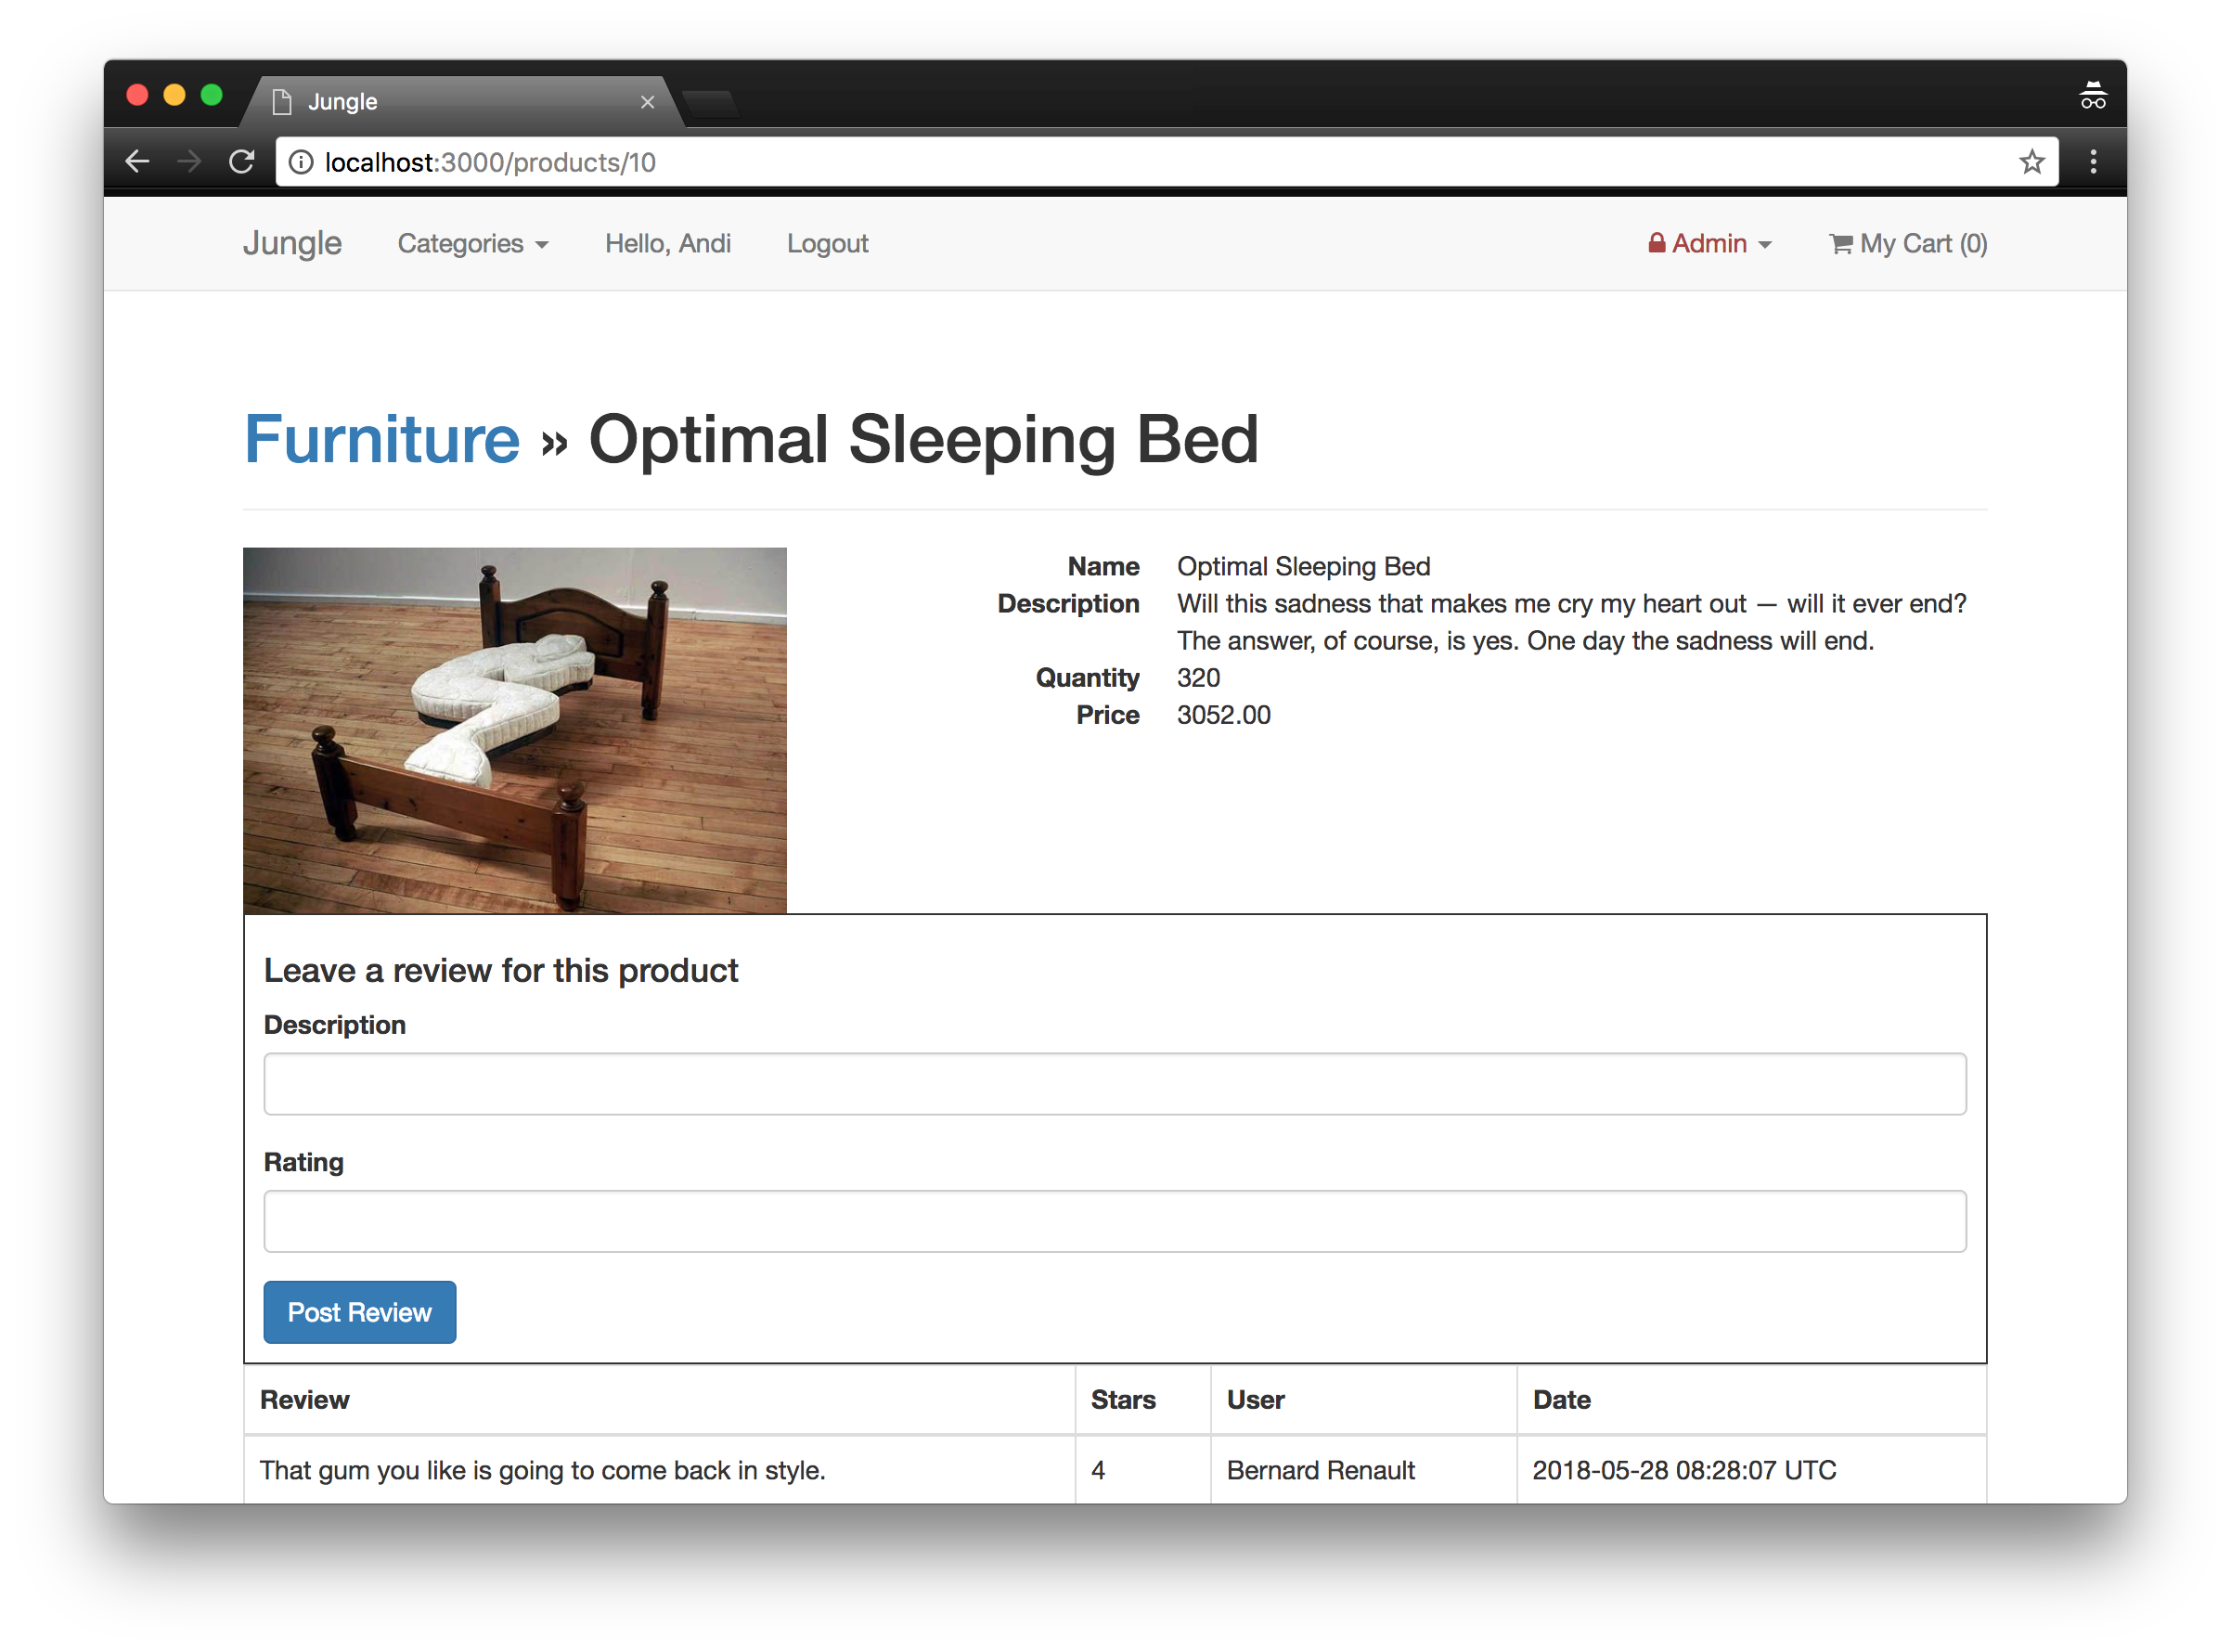 Jungle
localhost:3000/products/10
Jungle Categories Hello, Andi Logout Admin My Cart (0)
Furniture » Optimal Sleeping Bed
Name Optimal Sleeping Bed
Description Will this sadness that makes me cry my heart out — will it ever end?
The answer, of course, is yes. One day the sadness will end.
Quantity 320
Price 3052.00
Leave a review for this product
Description
Rating
Post Review
Review Stars User Date
That gum you like is going to come back in style. 4 Bernard Renault 2018-05-28 08:28:07 UTC